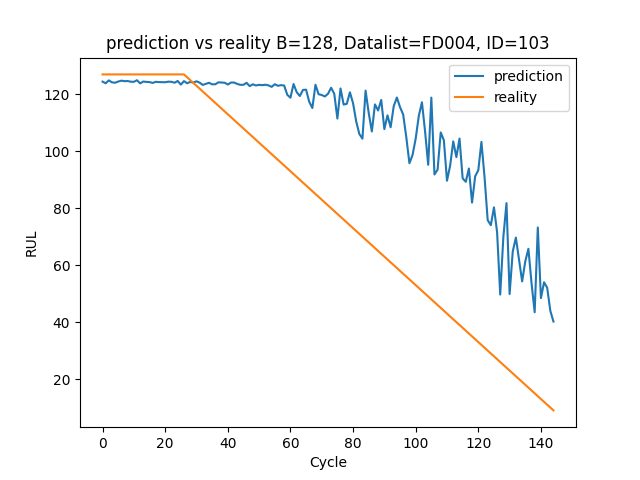 prediction vs reality B=128, Datalist=FD004, ID=103
prediction
reality
RUL
120
100
80
60
40
20
0 20 40 60 80 100 120 140
Cycle